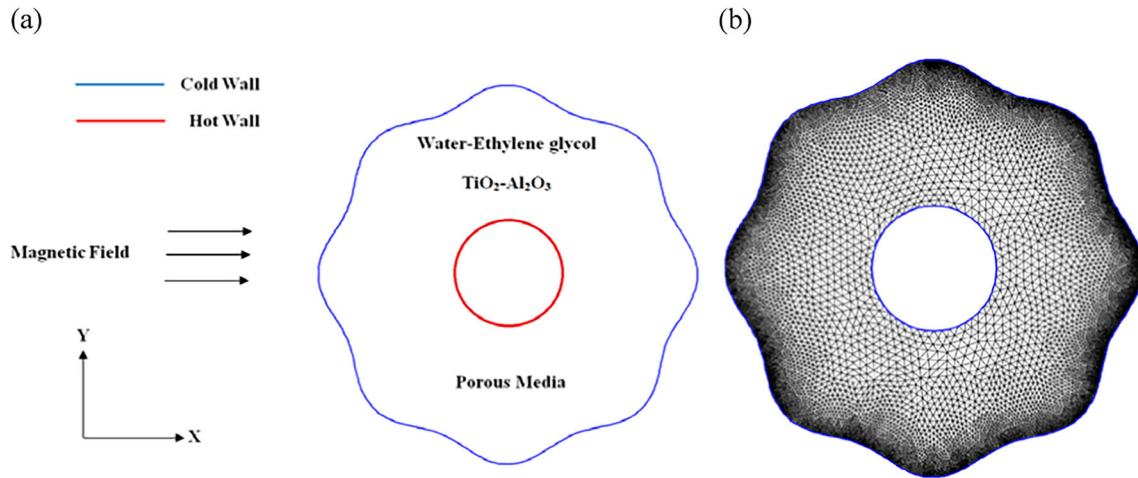 (a)
(b)
Cold Wall
Hot Wall
Water-Ethylene glycol
TiO₂-Al₂O₃
Magnetic Field
Porous Media
Y
X